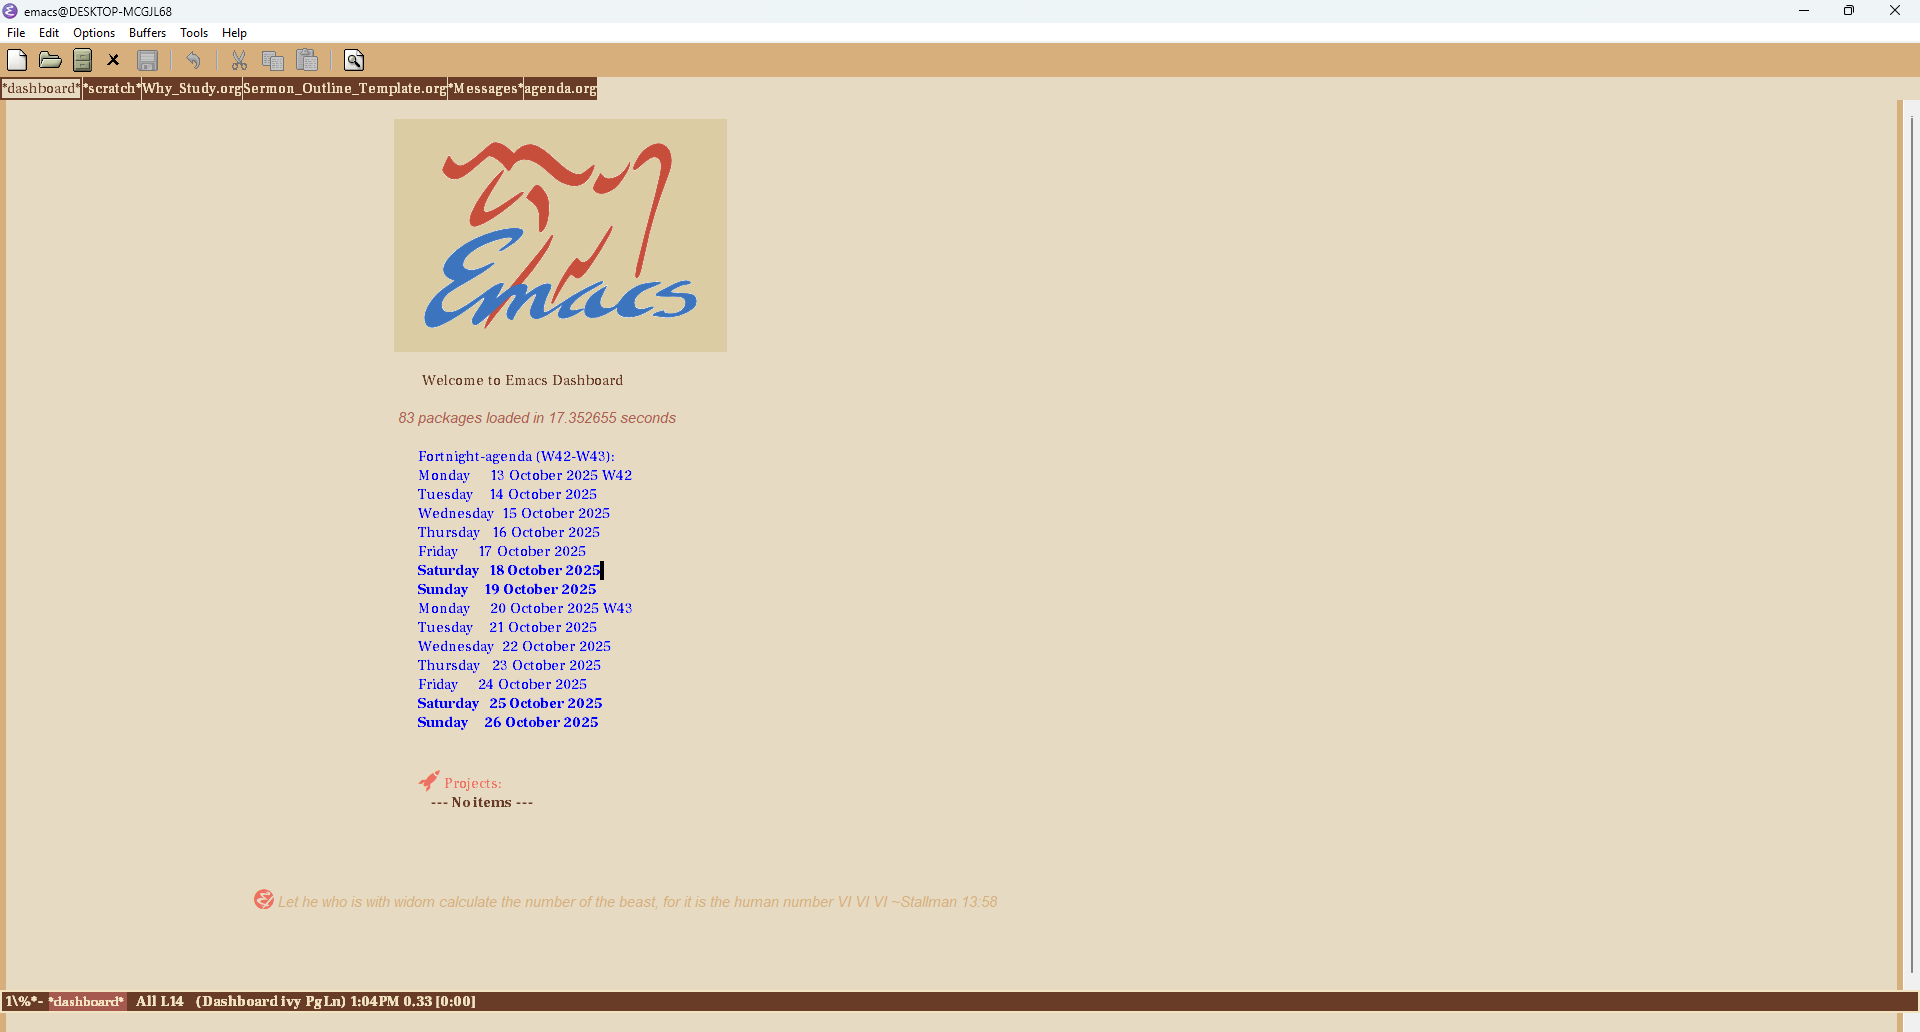 emacs@DESKTOP-MCGJL68
File Edit Options Buffers Tools Help
*dashboard* *scratch* Why_Study.org Sermon_Outline_Template.org *Messages* agenda.org
Emacs
Welcome to Emacs Dashboard
83 packages loaded in 17.352655 seconds
Fortnight-agenda (W42-W43):
Monday 13 October 2025 W42
Tuesday 14 October 2025
Wednesday 15 October 2025
Thursday 16 October 2025
Friday 17 October 2025
Saturday 18 October 2025
Sunday 19 October 2025
Monday 20 October 2025 W43
Tuesday 21 October 2025
Wednesday 22 October 2025
Thursday 23 October 2025
Friday 24 October 2025
Saturday 25 October 2025
Sunday 26 October 2025
Projects:
--- No items ---
Let he who is with widom calculate the number of the beast, for it is the human number VI VI VI ~Stallman 13:58
1\%*- *dashboard* All L14 (Dashboard ivy PgLn) 1:04PM 0.33 [0:00]